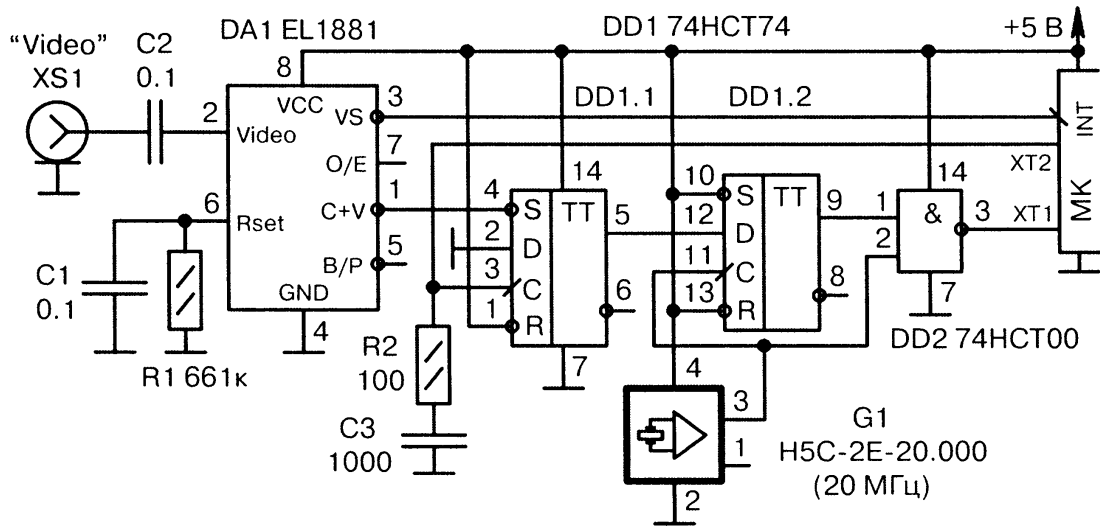 “Video”
XS1
C2
0.1
DA1 EL1881
DD1 74HCT74
+5 В
8
VCC
2
Video
VS
3
O/E
7
6
Rset
C+V
1
B/P
5
GND
4
C1
0.1
R1 661к
DD1.1
DD1.2
14
4
S
TT
2
D
5
3
C
6
1
R
7
R2
100
C3
1000
10
S
TT
12
D
9
11
C
8
13
R
14
1
&
3
2
7
DD2 74HCT00
INT
XT2
XT1
МК
4
3
1
2
G1
H5C-2E-20.000
(20 МГц)